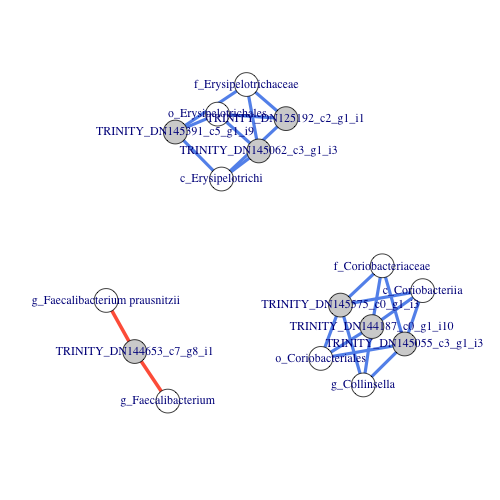 f_Erysipelotrichaceae
o_Erysipelotrichales
TRINITY_DN125192_c2_g1_i1
TRINITY_DN145391_c5_g1_i9
TRINITY_DN145062_c3_g1_i3
c_Erysipelotrichi
f_Coriobacteriaceae
c_Coriobacteriia
g_Faecalibacterium prausnitzii
TRINITY_DN145575_c0_g1_i3
TRINITY_DN144187_c0_g1_i10
TRINITY_DN145055_c3_g1_i3
TRINITY_DN144653_c7_g8_i1
o_Coriobacteriales
g_Collinsella
g_Faecalibacterium